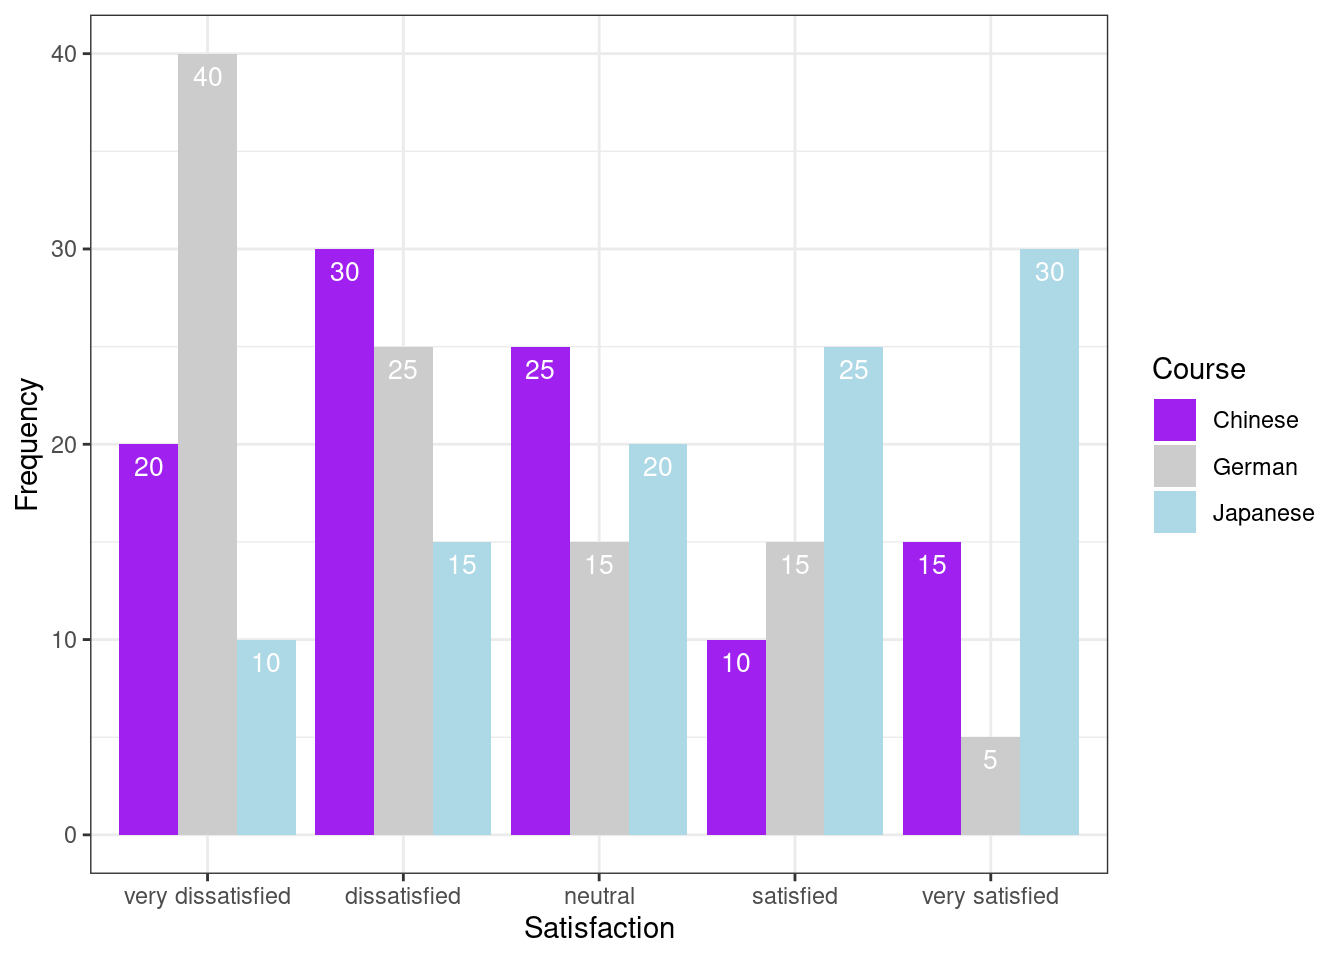 40
30
20
10
0
Frequency
20
40
10
30
25
15
25
15
20
10
15
25
15
5
30
very dissatisfied
dissatisfied
neutral
satisfied
very satisfied
Satisfaction
Course
Chinese
German
Japanese